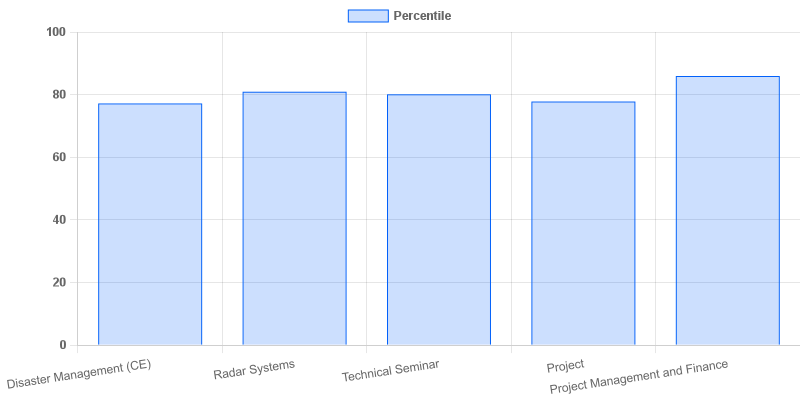 Percentile
100
80
60
40
20
0
Disaster Management (CE)
Radar Systems
Technical Seminar
Project
Project Management and Finance